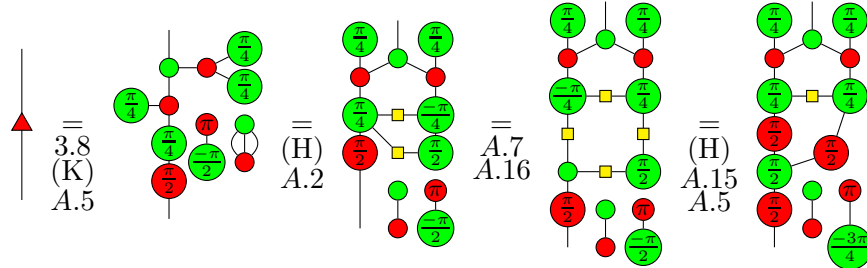 =
3.8
(K)
A.5
π/4
π/4
π/4
π/4 π
π/2 −π/2
=
(H)
A.2
π/4 π/4
π/4 −π/4
π/2 π/2
π
−π/2
=
A.7
A.16
π/4 π/4
−π/4 π/4
π/2
π/2 π
−π/2
=
(H)
A.15
A.5
π/4 π/4
π/4 π/4
π/2
π/2
π/2
π/2 π
−3π/4